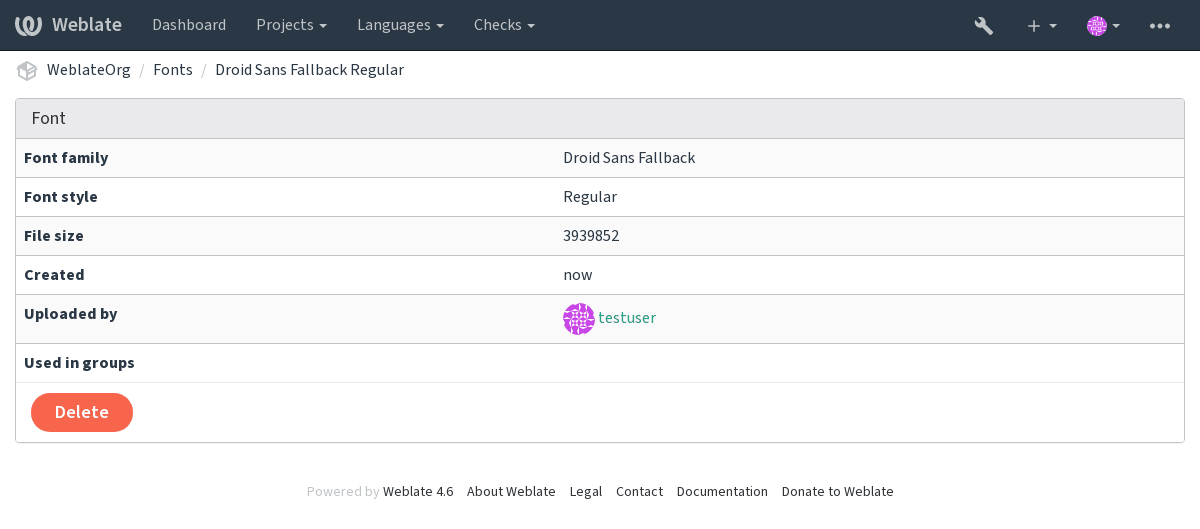 Weblate Dashboard Projects Languages Checks
WeblateOrg / Fonts / Droid Sans Fallback Regular
Font
Font family Droid Sans Fallback
Font style Regular
File size 3939852
Created now
Uploaded by testuser
Used in groups
Delete
Powered by Weblate 4.6 About Weblate Legal Contact Documentation Donate to Weblate